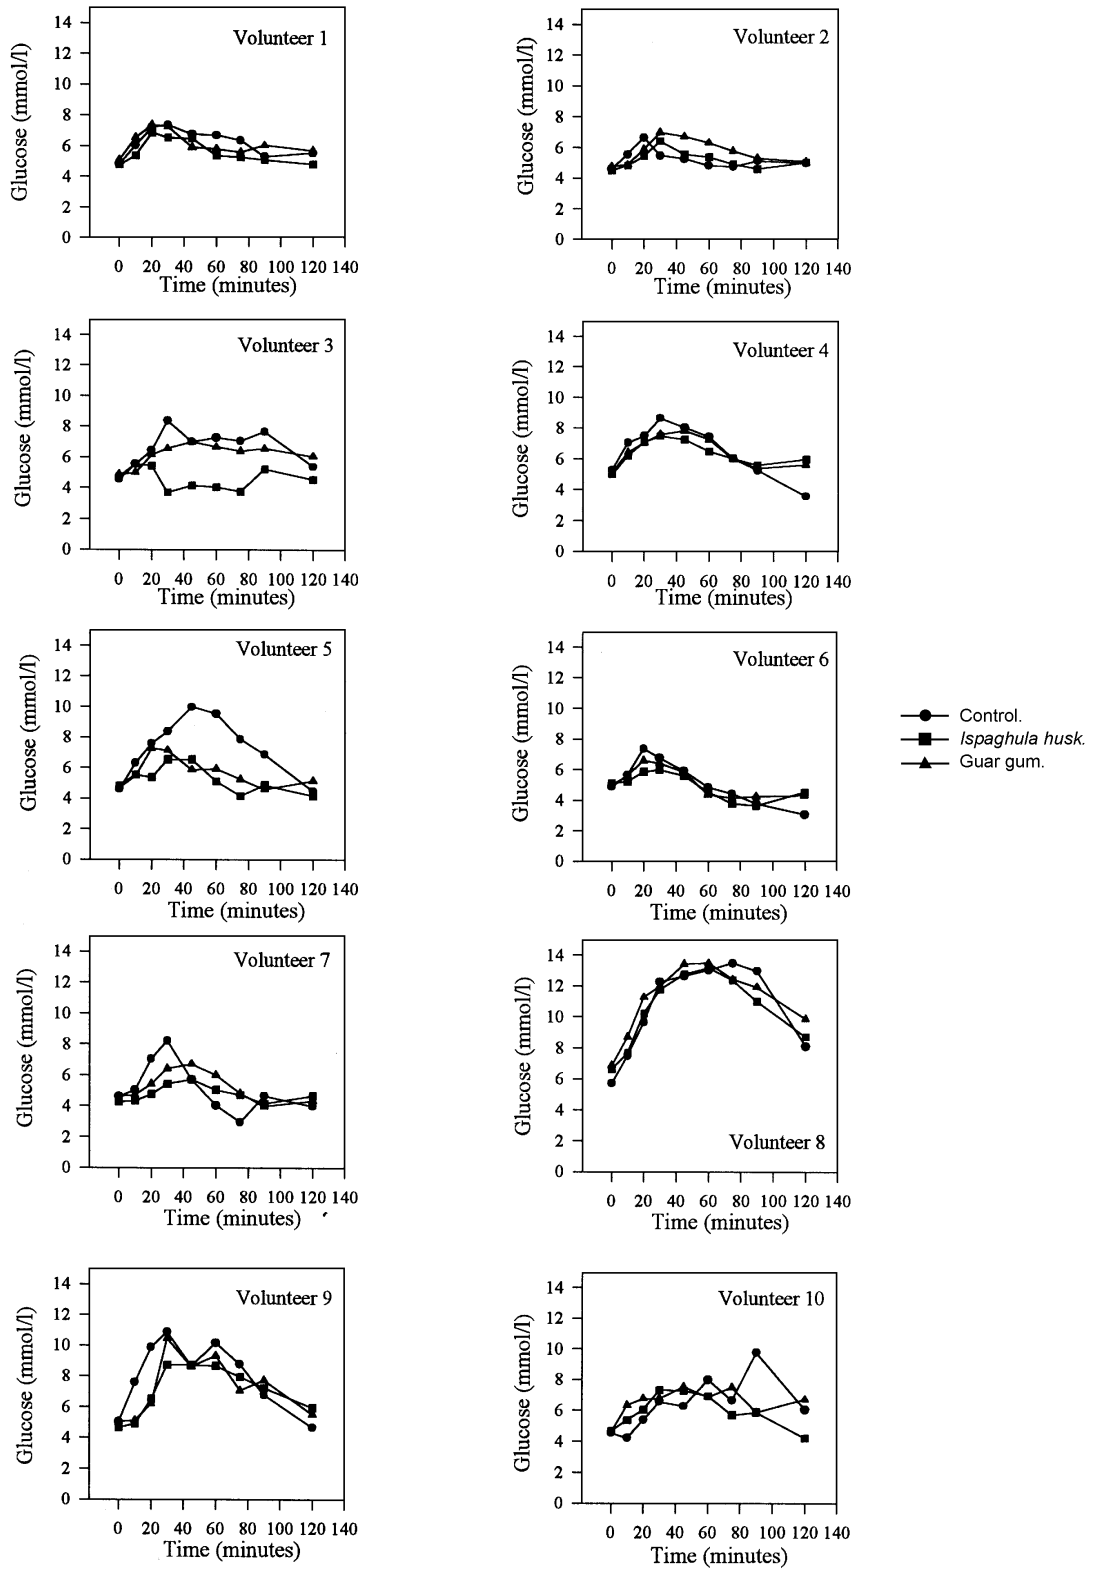 Volunteer 1
Glucose (mmol/l)
14
12
10
8
6
4
2
0
0 20 40 60 80 100 120 140
Time (minutes)
Volunteer 2
Glucose (mmol/l)
14
12
10
8
6
4
2
0
0 20 40 60 80 100 120 140
Time (minutes)
Volunteer 3
Glucose (mmol/l)
14
12
10
8
6
4
2
0
0 20 40 60 80 100 120 140
Time (minutes)
Volunteer 4
Glucose (mmol/l)
14
12
10
8
6
4
2
0
0 20 40 60 80 100 120 140
Time (minutes)
Volunteer 5
Glucose (mmol/l)
14
12
10
8
6
4
2
0
0 20 40 60 80 100 120 140
Time (minutes)
Volunteer 6
Glucose (mmol/l)
14
12
10
8
6
4
2
0
0 20 40 60 80 100 120 140
Time (minutes)
Control.
Ispaghula husk.
Guar gum.
Volunteer 7
Glucose (mmol/l)
14
12
10
8
6
4
2
0
0 20 40 60 80 100 120 140
Time (minutes)
Volunteer 8
Glucose (mmol/l)
14
12
10
8
6
4
2
0
0 20 40 60 80 100 120 140
Time (minutes)
Volunteer 9
Glucose (mmol/l)
14
12
10
8
6
4
2
0
0 20 40 60 80 100 120 140
Time (minutes)
Volunteer 10
Glucose (mmol/l)
14
12
10
8
6
4
2
0
0 20 40 60 80 100 120 140
Time (minutes)